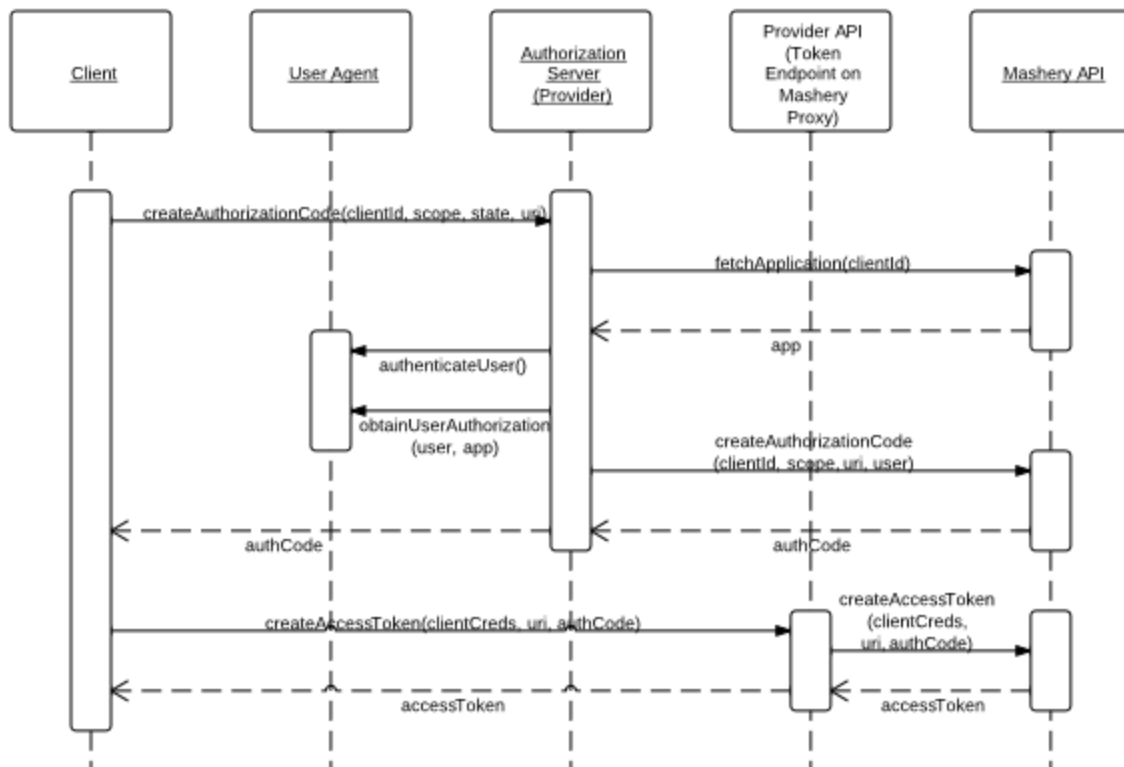 Client
User Agent
Authorization
Server
(Provider)
Provider API
(Token
Endpoint on
Mashery
Proxy)
Mashery API
createAuthorizationCode(clientId, scope, state, uri)
fetchApplication(clientId)
app
authenticateUser()
obtainUserAuthorization
(user, app)
createAuthorizationCode
(clientId, scope, uri, user)
authCode
authCode
createAccessToken(clientCreds, uri, authCode)
createAccessToken
(clientCreds,
uri, authCode)
accessToken
accessToken